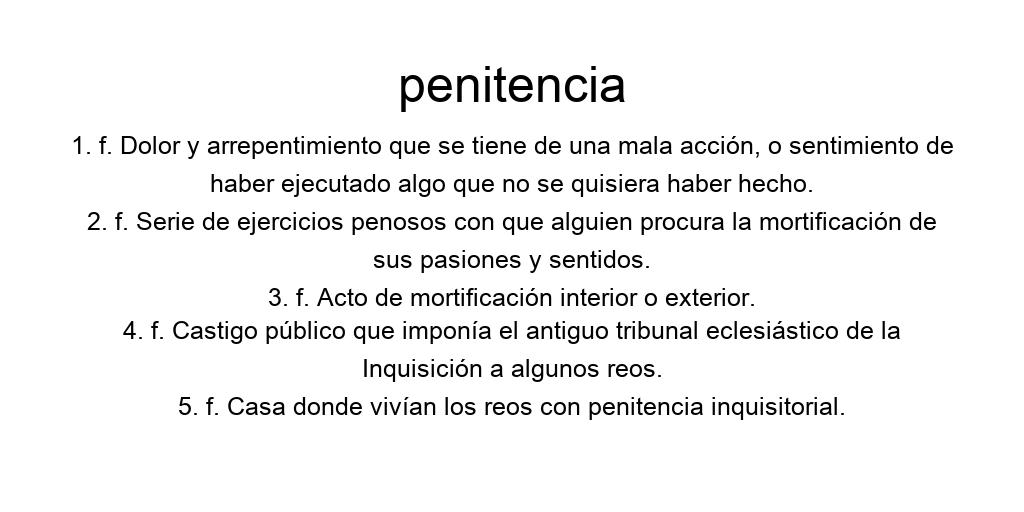 penitencia
1. f. Dolor y arrepentimiento que se tiene de una mala acción, o sentimiento de
haber ejecutado algo que no se quisiera haber hecho.
2. f. Serie de ejercicios penosos con que alguien procura la mortificación de
sus pasiones y sentidos.
3. f. Acto de mortificación interior o exterior.
4. f. Castigo público que imponía el antiguo tribunal eclesiástico de la
Inquisición a algunos reos.
5. f. Casa donde vivían los reos con penitencia inquisitorial.